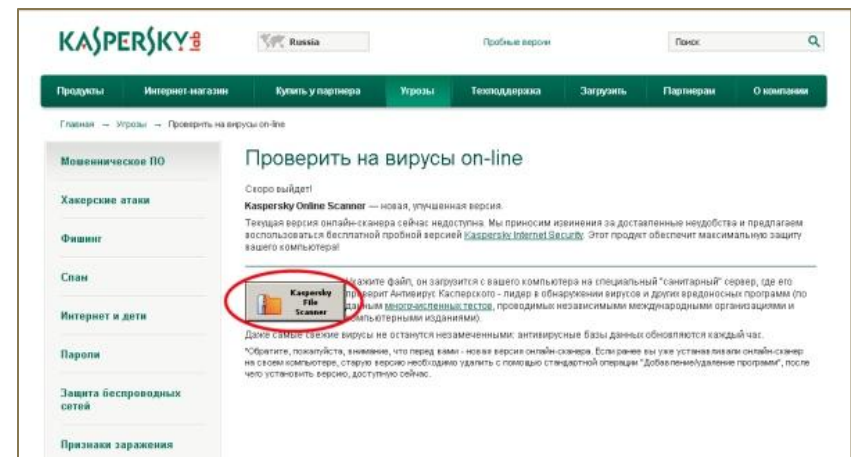 KASPERSKY lab
Russia
Пробные версии
Поиск
Продукты Интернет-магазин Купить у партнера Угрозы Техподдержка Загрузить Партнерам О компании
Главная → Угрозы → Проверить на вирусы on-line
Мошенническое ПО
Хакерские атаки
Фишинг
Спам
Интернет и дети
Пароли
Защита беспроводных
сетей
Признаки заражения
Проверить на вирусы on-line
Скоро выйдет!
Kaspersky Online Scanner — новая, улучшенная версия.
Текущая версия онлайн-сканера сейчас недоступна. Мы приносим извинения за доставленные неудобства и предлагаем
воспользоваться бесплатной пробной версией Kaspersky Internet Security. Этот продукт обеспечит максимальную защиту
вашего компьютера!
Kaspersky
File
Scanner
Укажите файл, он загрузится с вашего компьютера на специальный "санитарный" сервер, где его
проверит Антивирус Касперского - лидер в обнаружении вирусов и других вредоносных программ (по
данным многочисленных тестов, проводимых независимыми международными организациями и
компьютерными изданиями).
Даже самые свежие вирусы не останутся незамеченными: антивирусные базы данных обновляются каждый час.
*Обратите, пожалуйста, внимание, что перед вами - новая версия онлайн-сканера. Если ранее вы уже устанавливали онлайн-сканер
на своем компьютере, старую версию необходимо удалить с помощью стандартной операции "Добавление/удаление программ", после
чего установить версию, доступную сейчас.